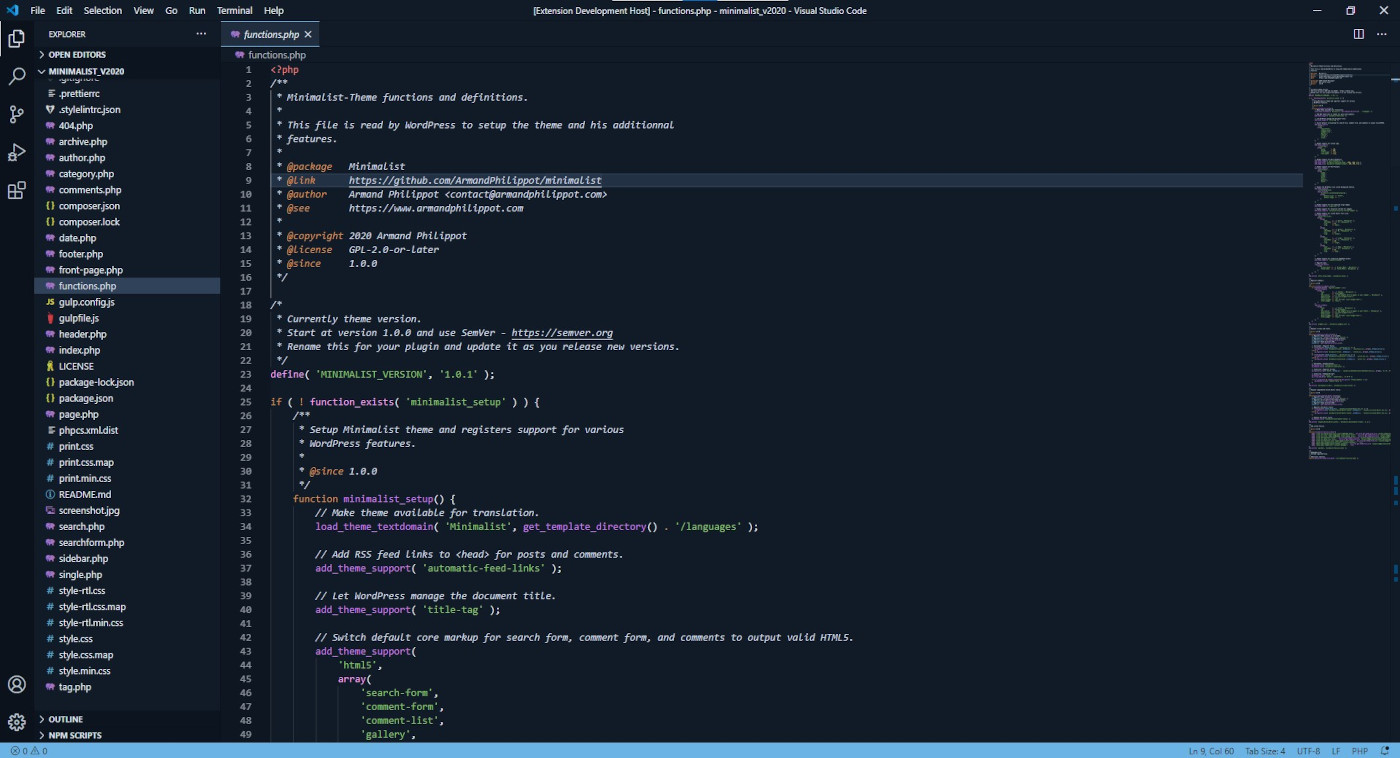 File Edit Selection View Go Run Terminal Help
[Extension Development Host] - functions.php - minimalist_v2020 - Visual Studio Code
EXPLORER
OPEN EDITORS
MINIMALIST_V2020
.gitignore
.prettierrc
.stylelintrc.json
404.php
archive.php
author.php
category.php
comments.php
composer.json
composer.lock
date.php
footer.php
front-page.php
functions.php
gulp.config.js
gulpfile.js
header.php
index.php
LICENSE
package-lock.json
package.json
page.php
phpcs.xml.dist
print.css
print.css.map
print.min.css
README.md
screenshot.jpg
search.php
searchform.php
sidebar.php
single.php
style-rtl.css
style-rtl.css.map
style-rtl.min.css
style.css
style.css.map
style.min.css
tag.php
OUTLINE
NPM SCRIPTS
functions.php
functions.php
1 <?php
2 /**
3 * Minimalist-Theme functions and definitions.
4 *
5 * This file is read by WordPress to setup the theme and his additionnal
6 * features.
7 *
8 * @package Minimalist
9 * @link https://github.com/ArmandPhilippot/minimalist
10 * @author Armand Philippot <contact@armandphilippot.com>
11 * @see https://www.armandphilippot.com
12 *
13 * @copyright 2020 Armand Philippot
14 * @license GPL-2.0-or-later
15 * @since 1.0.0
16 */
17
18 /*
19 * Currently theme version.
20 * Start at version 1.0.0 and use SemVer - https://semver.org
21 * Rename this for your plugin and update it as you release new versions.
22 */
23 define( 'MINIMALIST_VERSION', '1.0.1' );
24
25 if ( ! function_exists( 'minimalist_setup' ) ) {
26 /**
27 * Setup Minimalist theme and registers support for various
28 * WordPress features.
29 *
30 * @since 1.0.0
31 */
32 function minimalist_setup() {
33 // Make theme available for translation.
34 load_theme_textdomain( 'Minimalist', get_template_directory() . '/languages' );
35
36 // Add RSS feed links to <head> for posts and comments.
37 add_theme_support( 'automatic-feed-links' );
38
39 // Let WordPress manage the document title.
40 add_theme_support( 'title-tag' );
41
42 // Switch default core markup for search form, comment form, and comments to output valid HTML5.
43 add_theme_support(
44 'html5',
45 array(
46 'search-form',
47 'comment-form',
48 'comment-list',
49 'gallery',
0 0
Ln 9, Col 60 Tab Size: 4 UTF-8 LF PHP